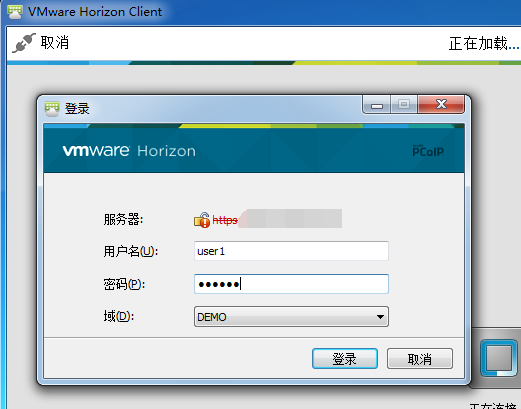 VMware Horizon Client
取消
正在加载...
登录
vmware Horizon
PCoIP
服务器:
https
用户名(U):
user1
密码(P):
••••••
域(D):
DEMO
登录
取消
正在连接